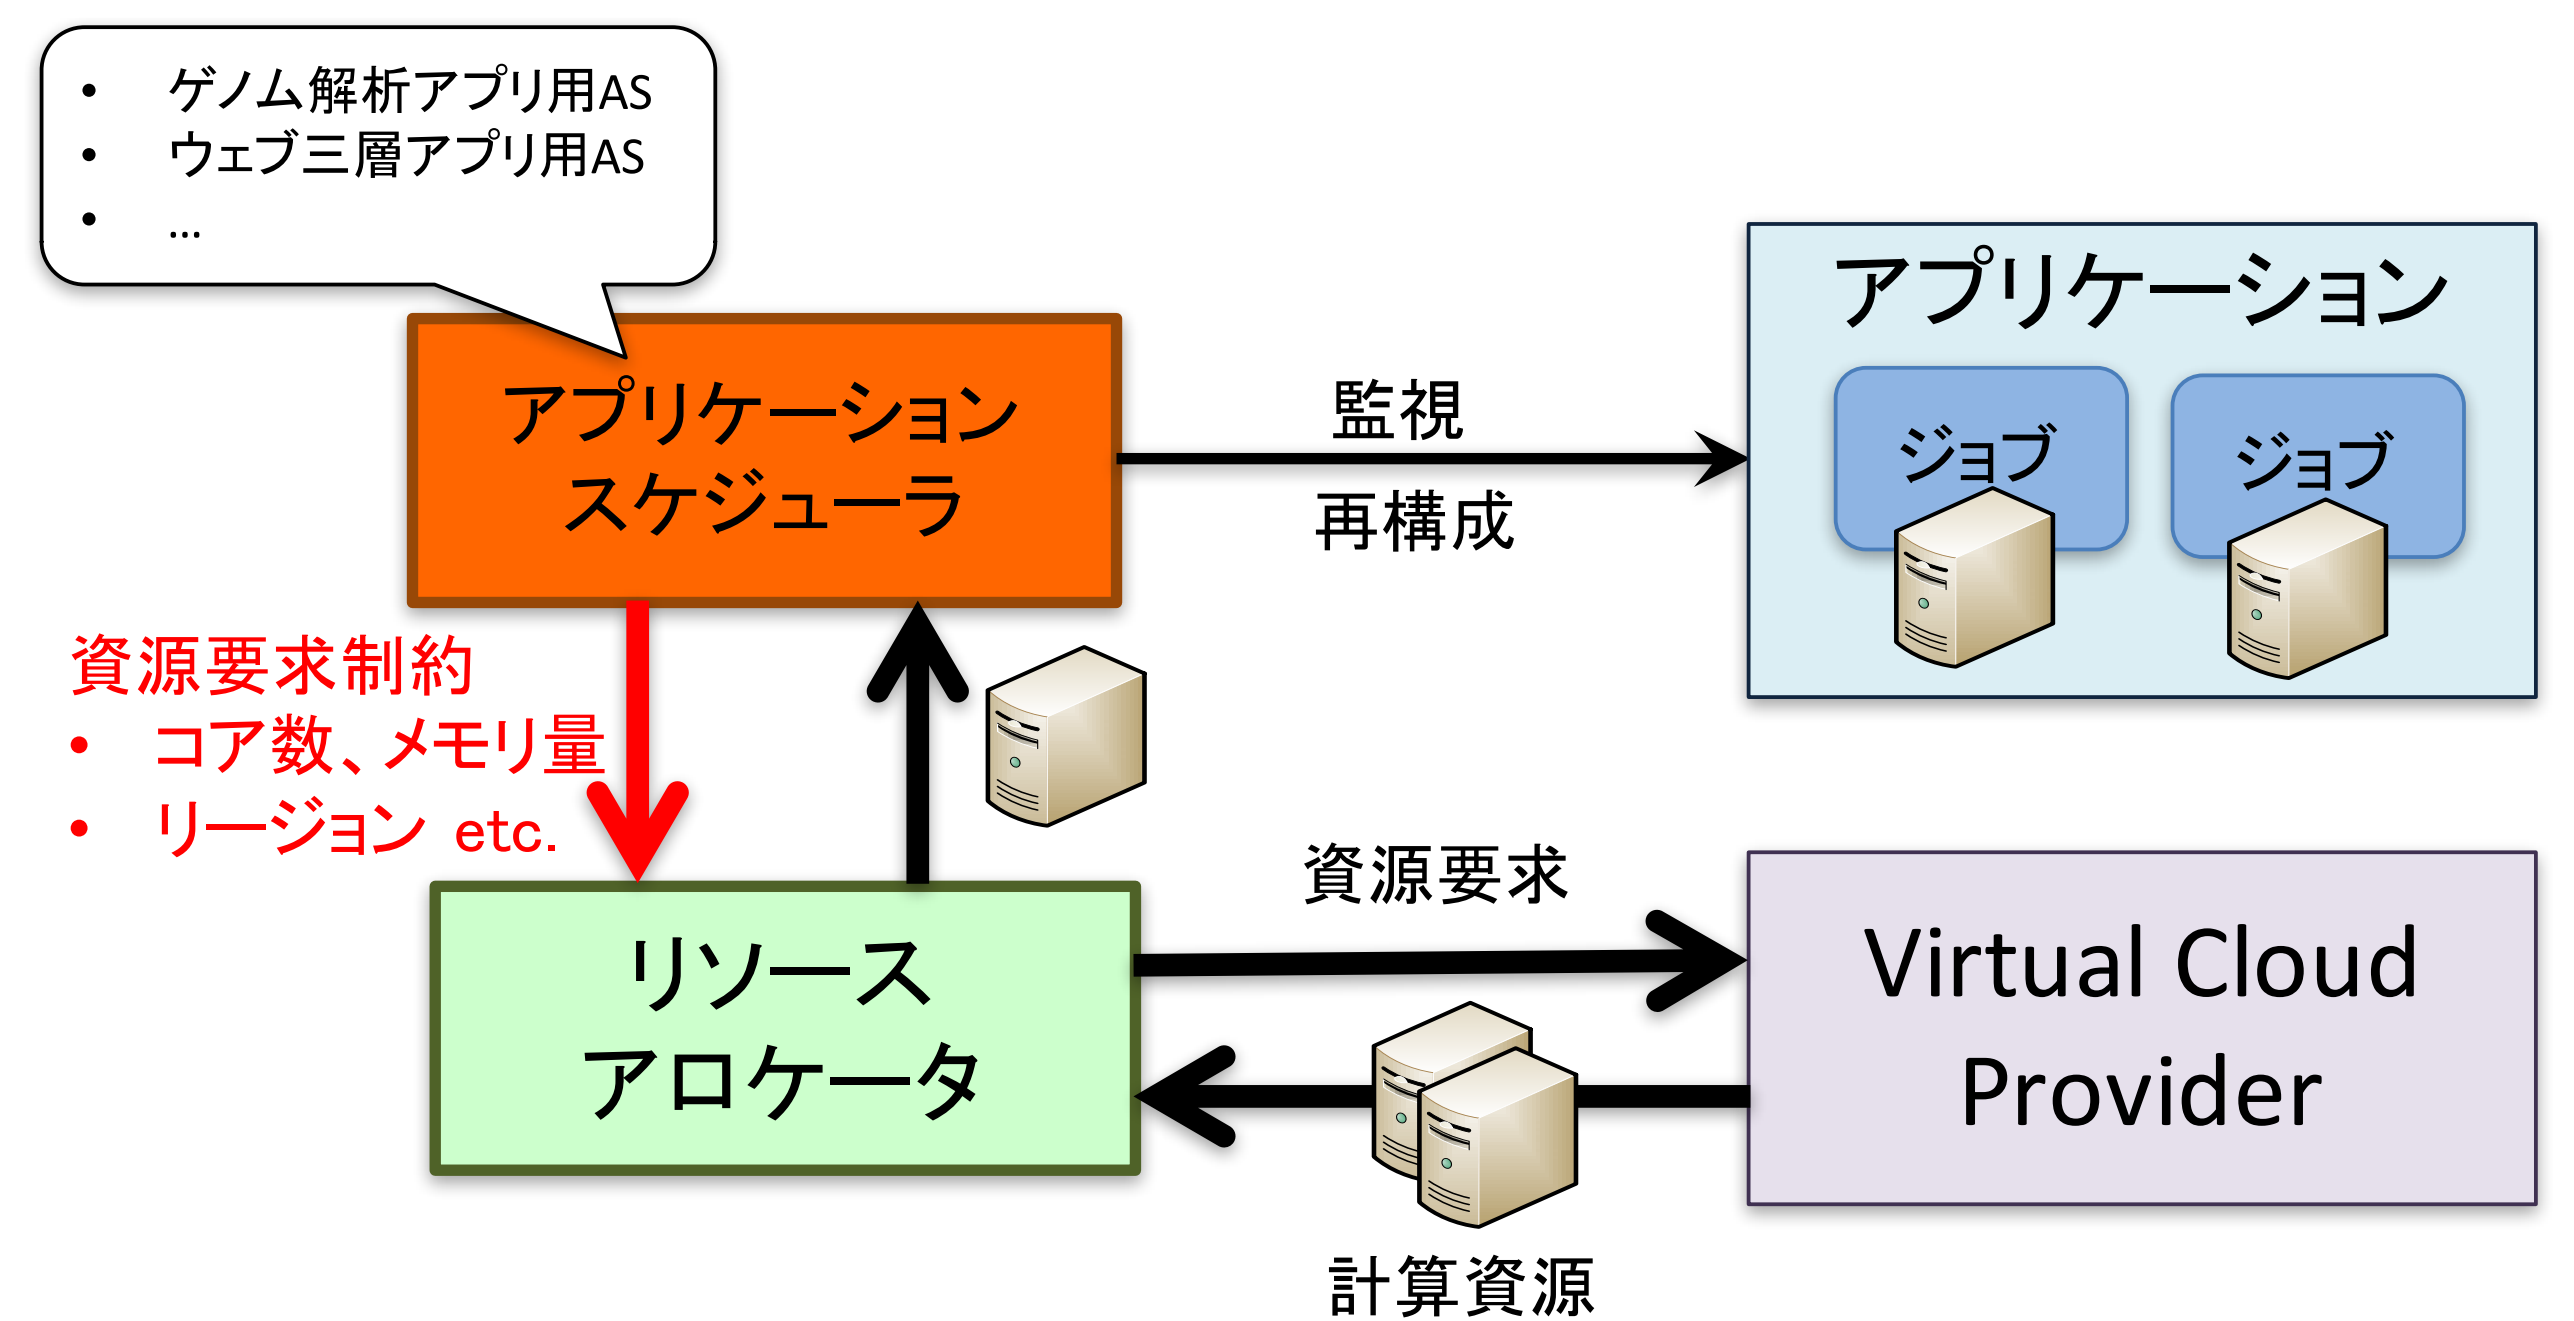 • ゲノム解析アプリ用AS
• ウェブ三層アプリ用AS
• ...
アプリケーション
スケジューラ
監視
再構成
アプリケーション
ジョブ
ジョブ
資源要求制約
• コア数、メモリ量
• リージョン etc.
リソース
アロケータ
資源要求
計算資源
Virtual Cloud
Provider